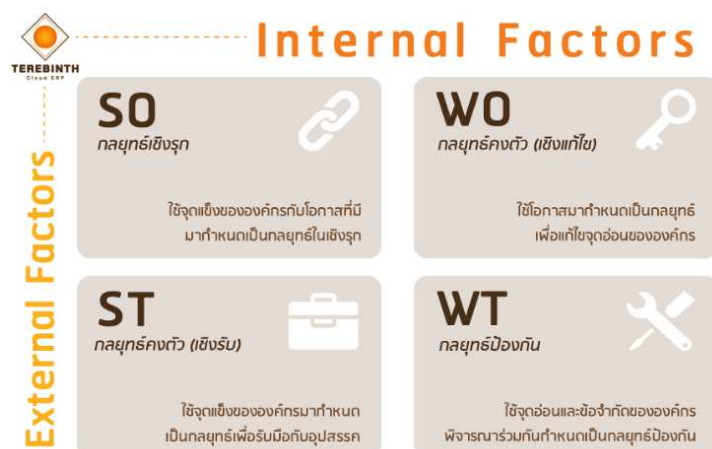 Internal Factors
TEREBINTH
Cloud ERP
External Factors
SO
กลยุทธ์เชิงรุก
ใช้จุดแข็งขององค์กรกับโอกาสที่มี
มากำหนดเป็นกลยุทธ์ในเชิงรุก
WO
กลยุทธ์คงตัว (เชิงแก้ไข)
ใช้โอกาสมากำหนดเป็นกลยุทธ์
เพื่อแก้ไขจุดอ่อนขององค์กร
ST
กลยุทธ์คงตัว (เชิงรับ)
ใช้จุดแข็งขององค์กรมากำหนด
เป็นกลยุทธ์เพื่อรับมือกับอุปสรรค
WT
กลยุทธ์ป้องกัน
ใช้จุดอ่อนและข้อจำกัดขององค์กร
พิจารณาร่วมกันกำหนดเป็นกลยุทธ์ป้องกัน